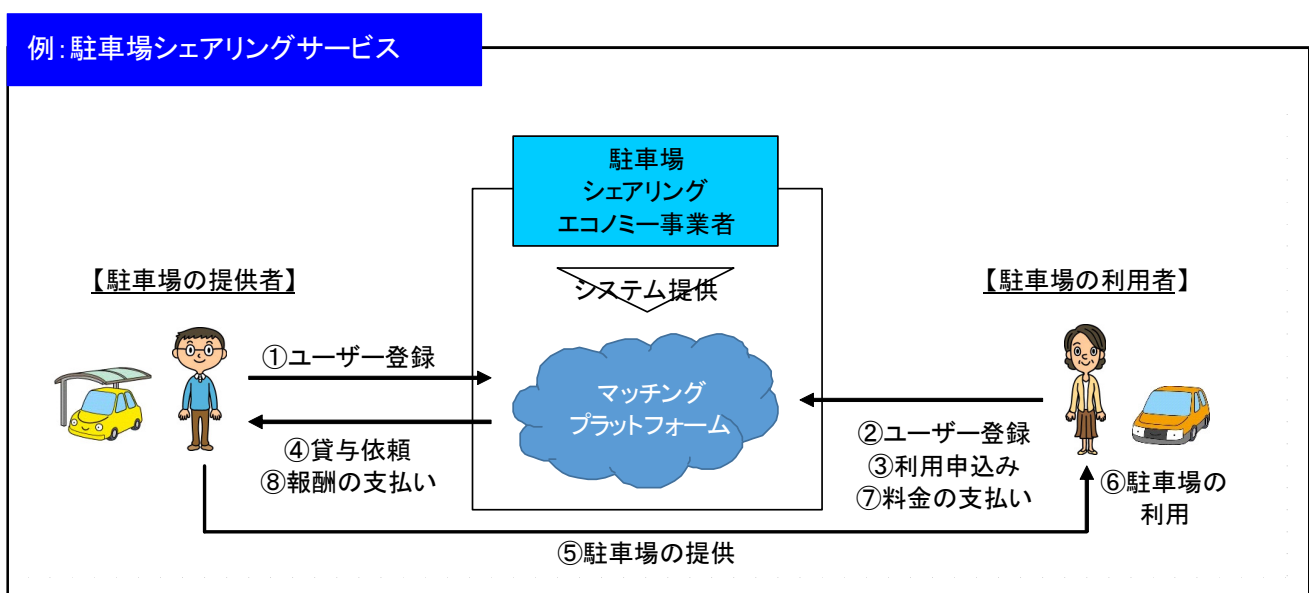 例:駐車場シェアリングサービス
駐車場
シェアリング
エコノミー事業者
システム提供
【駐車場の提供者】
【駐車場の利用者】
①ユーザー登録
マッチング
プラットフォーム
④貸与依頼
⑧報酬の支払い
②ユーザー登録
③利用申込み
⑦料金の支払い
⑥駐車場の
利用
⑤駐車場の提供